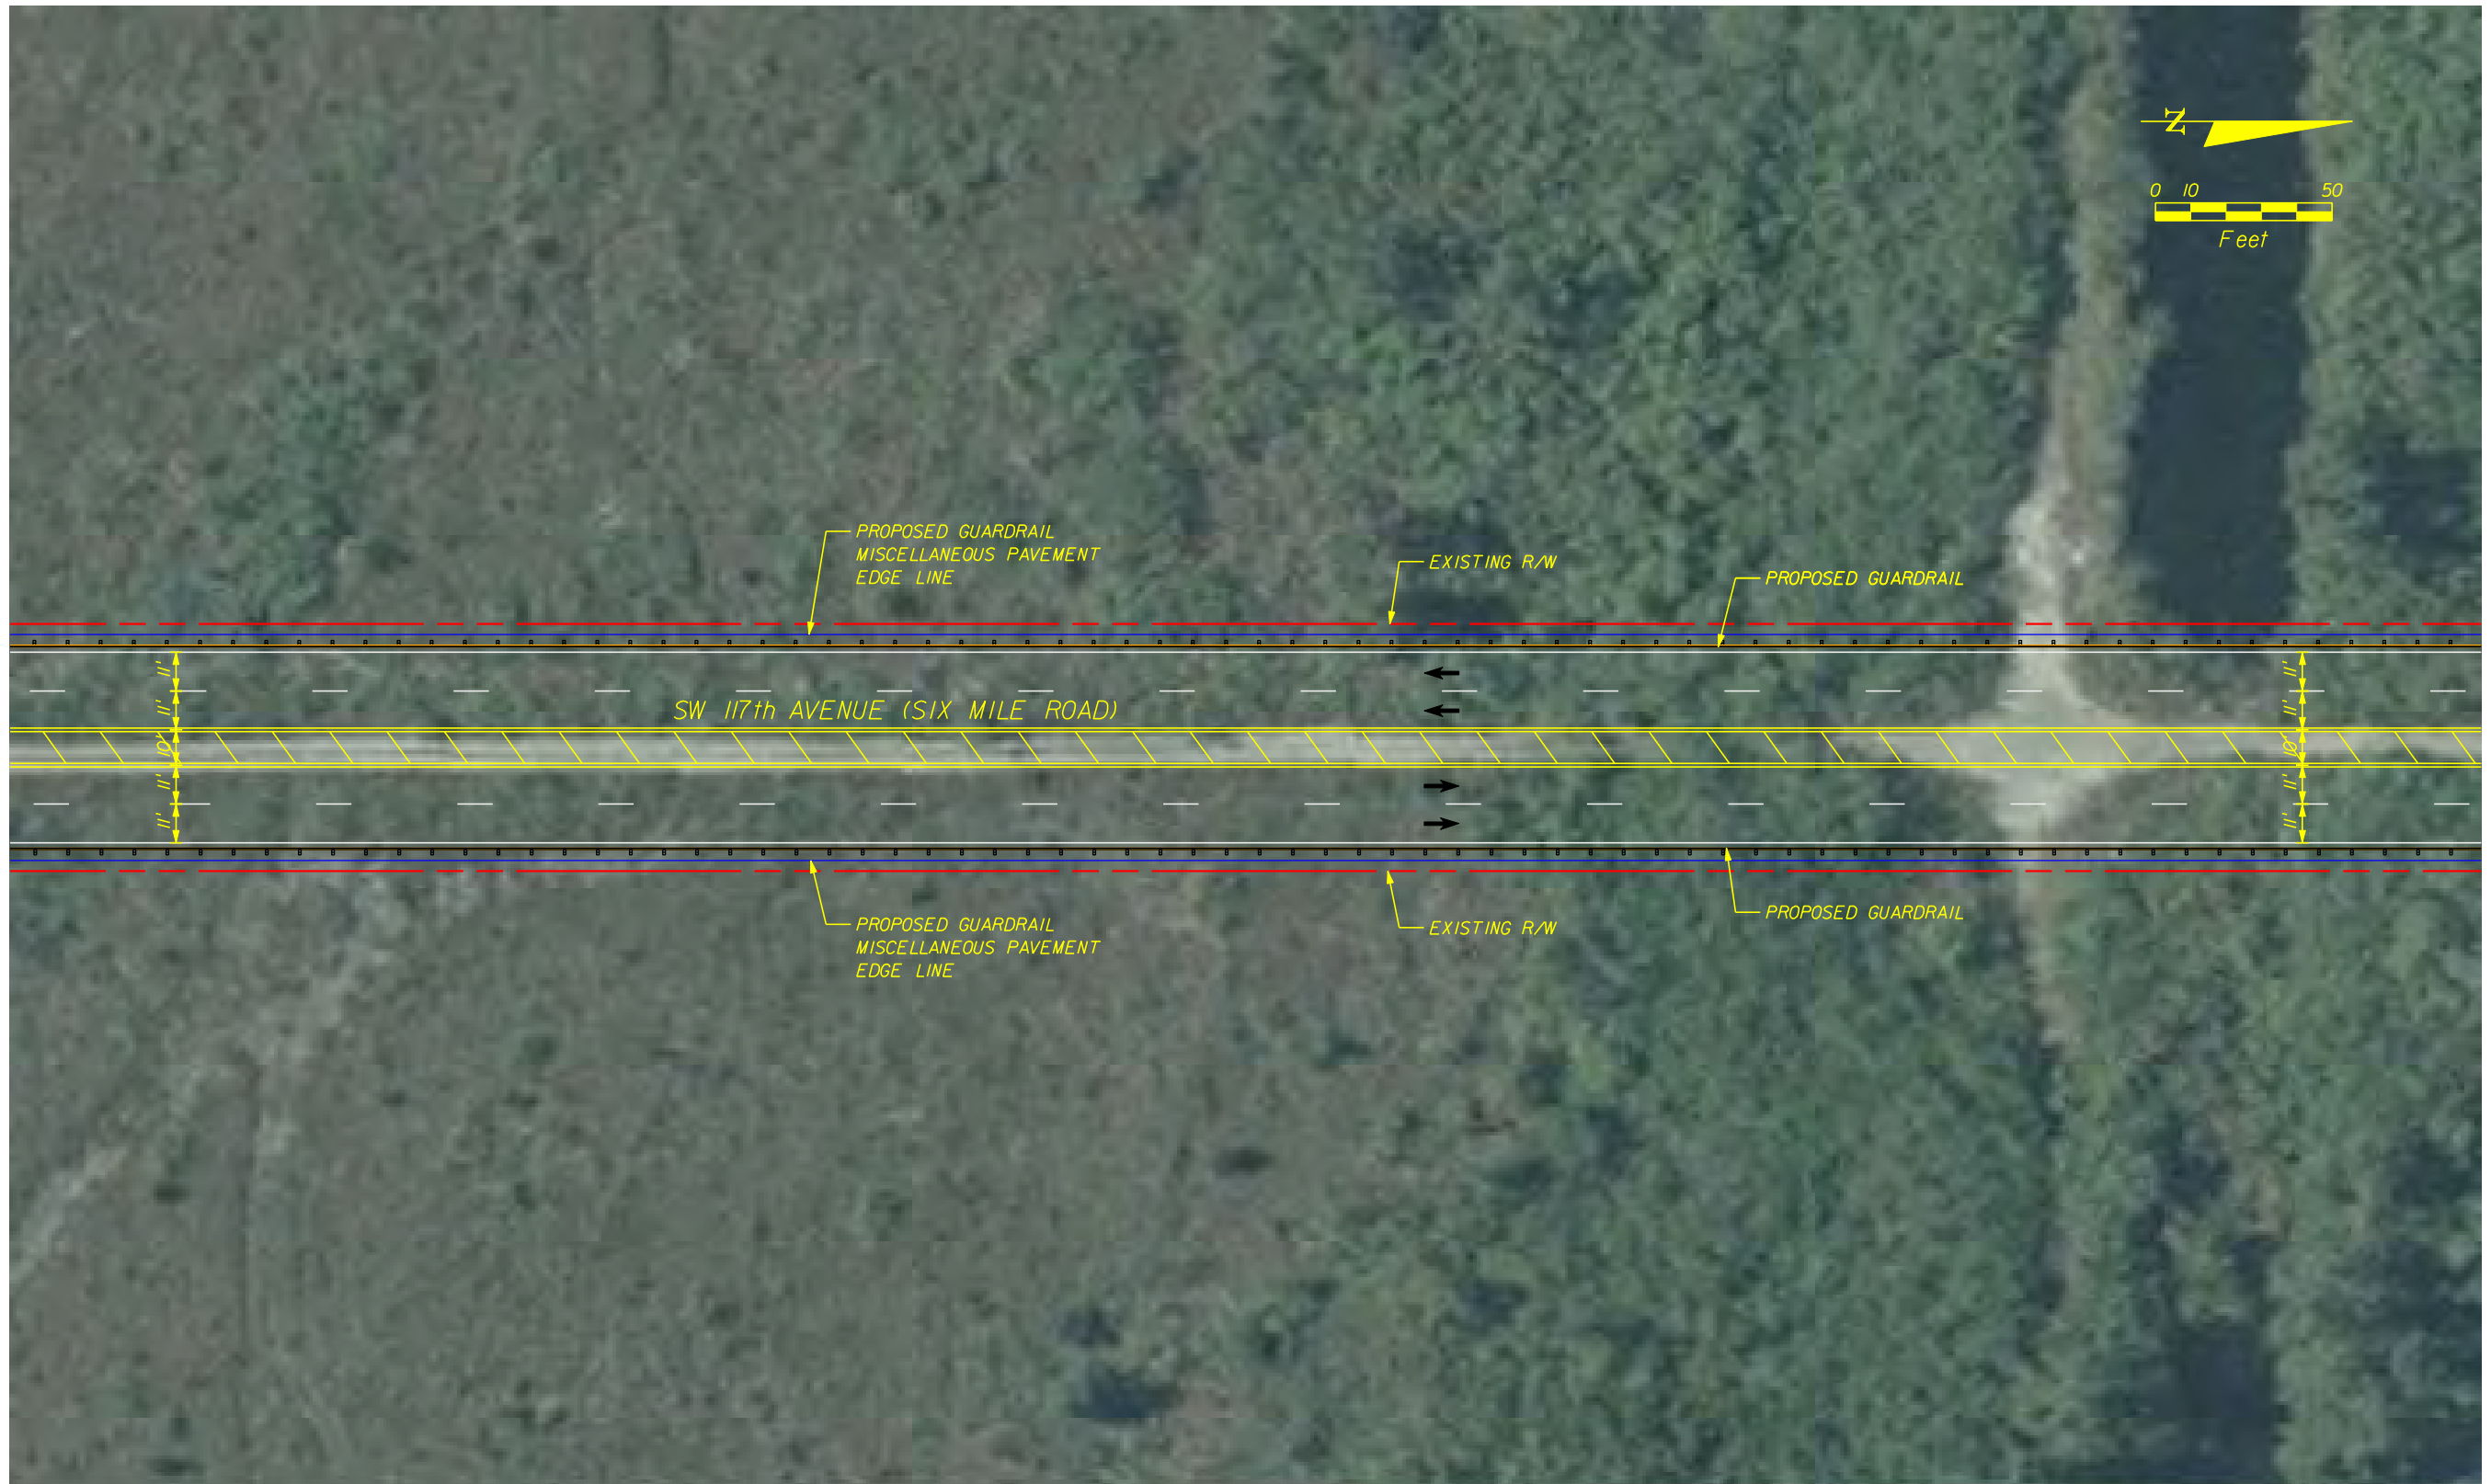 N
0 10 50
Feet
PROPOSED GUARDRAIL
MISCELLANEOUS PAVEMENT
EDGE LINE
EXISTING R/W
PROPOSED GUARDRAIL
11'
11'
10'
11'
11'
SW 117th AVENUE (SIX MILE ROAD)
11'
11'
10'
11'
11'
PROPOSED GUARDRAIL
MISCELLANEOUS PAVEMENT
EDGE LINE
EXISTING R/W
PROPOSED GUARDRAIL